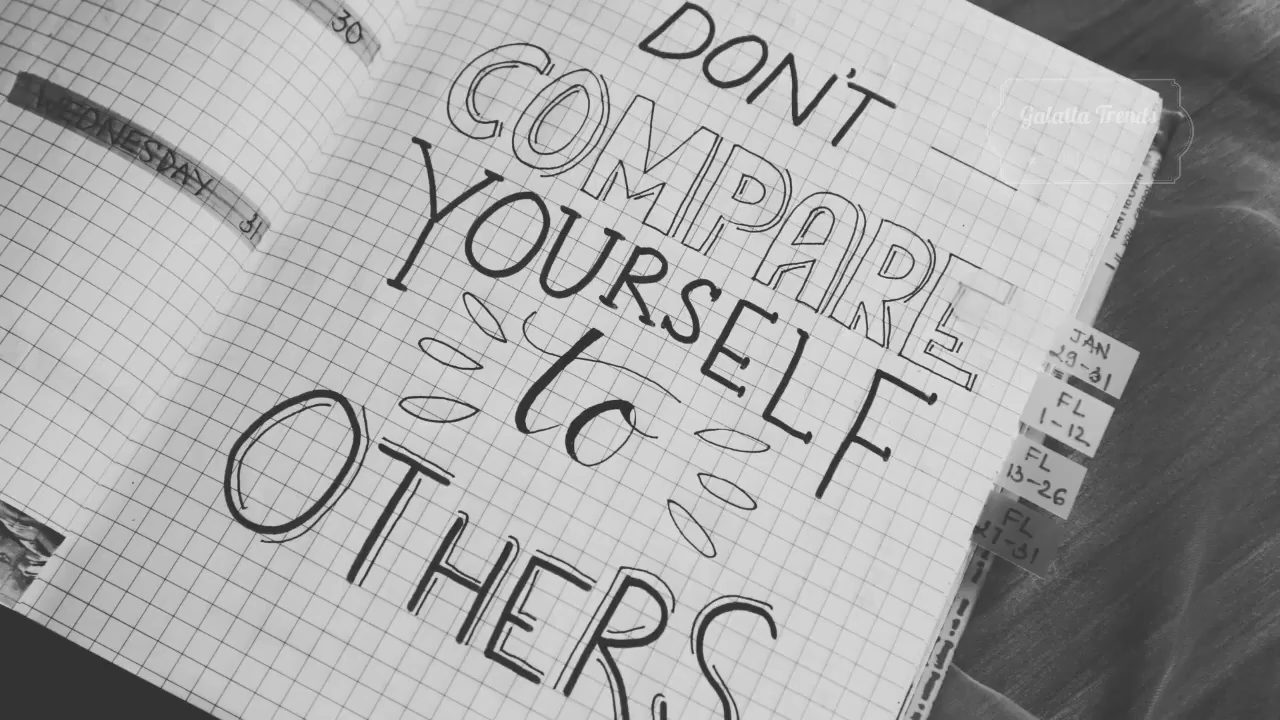 30
WEDNESDAY 31
DON'T
COMPARE
YOURSELF
to
OTHERS
Galatta Trends
JAN
29-31
FL
1-12
FL
13-26
FL
27-31